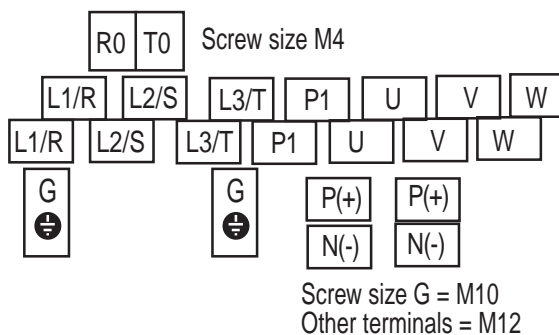 R0 T0 Screw size M4
L1/R L2/S L3/T P1 U V W
L1/R L2/S L3/T P1 U V W
G G P(+) P(+)
N(-) N(-)
Screw size G = M10
Other terminals = M12